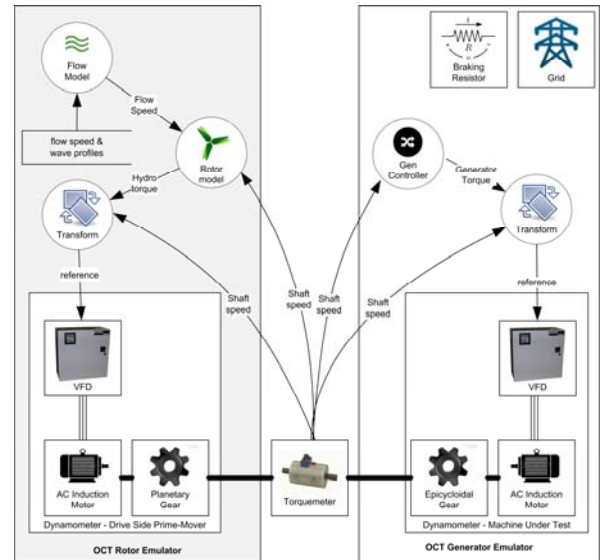 Flow
Model
Flow
Speed
flow speed &
wave profiles
Rotor
model
Hydro
torque
Transform
reference
Shaft
speed
Shaft
speed
Shaft
speed
Shaft
speed
VFD
AC Induction
Motor
Planetary
Gear
Dynamometer - Drive Side Prime-Mover
OCT Rotor Emulator
Torquemeter
i
R
Braking
Resistor
Grid
Gen
Controller
Generator
Torque
Transform
reference
VFD
Epicycloidal
Gear
AC Induction
Motor
Dynamometer - Machine Under Test
OCT Generator Emulator